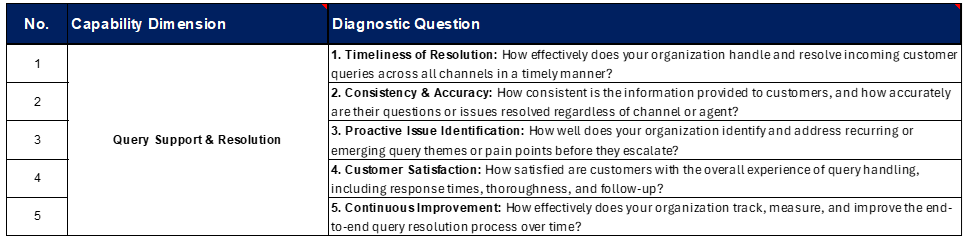 No. Capability Dimension Diagnostic Question
1
2
3
4
5
Query Support & Resolution
1. Timeliness of Resolution: How effectively does your organization handle and resolve incoming customer
queries across all channels in a timely manner?
2. Consistency & Accuracy: How consistent is the information provided to customers, and how accurately
are their questions or issues resolved regardless of channel or agent?
3. Proactive Issue Identification: How well does your organization identify and address recurring or
emerging query themes or pain points before they escalate?
4. Customer Satisfaction: How satisfied are customers with the overall experience of query handling,
including response times, thoroughness, and follow-up?
5. Continuous Improvement: How effectively does your organization track, measure, and improve the end-
to-end query resolution process over time?